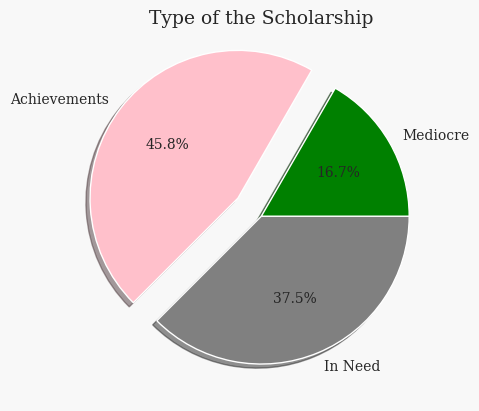 Type of the Scholarship
Achievements
45.8%
Mediocre
16.7%
37.5%
In Need